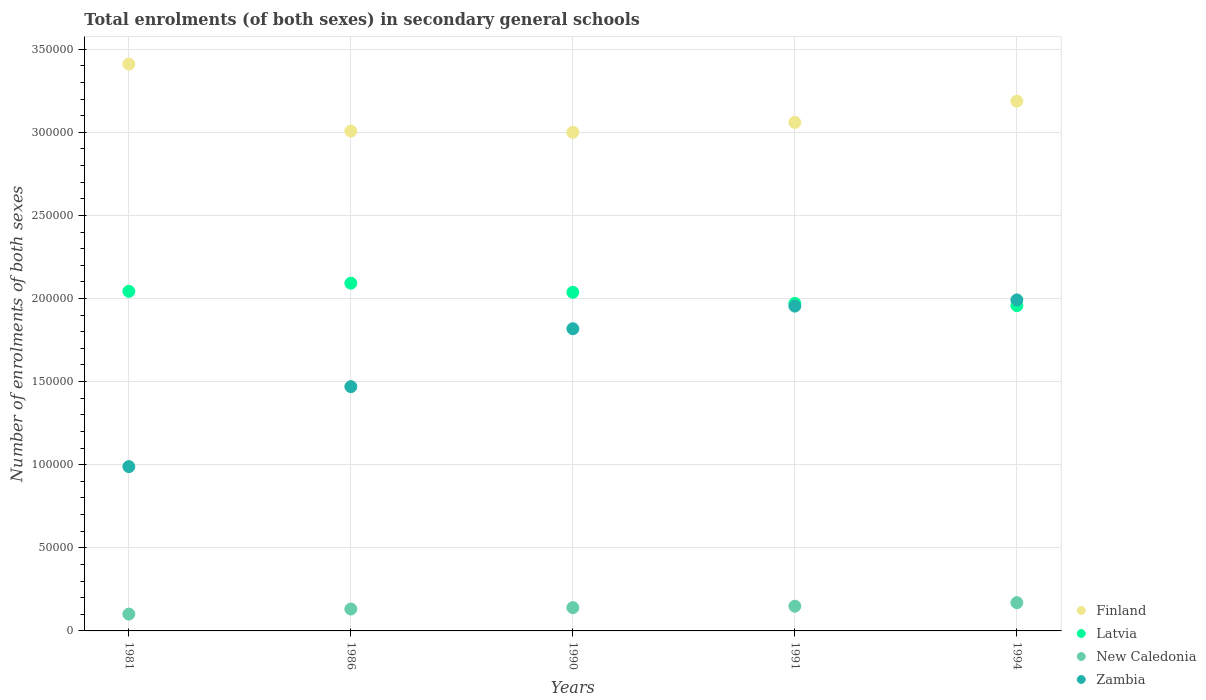 Total enrolments (of both sexes) in secondary general schools
Number of enrolments of both sexes
350000
300000
250000
200000
150000
100000
50000
0
1981
1986
1990
1991
1994
Years
Finland
Latvia
New Caledonia
Zambia